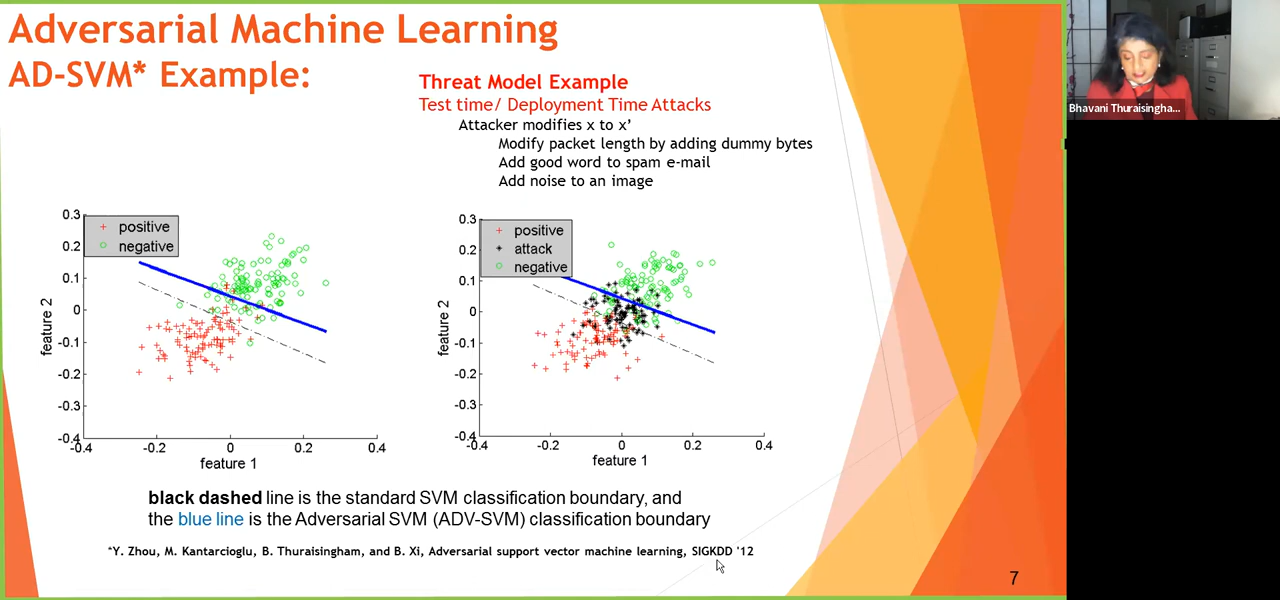 Adversarial Machine Learning
AD-SVM* Example:
Threat Model Example
Test time/ Deployment Time Attacks
Attacker modifies x to x’
Modify packet length by adding dummy bytes
Add good word to spam e-mail
Add noise to an image
0.3
0.2
0.1
0
-0.1
-0.2
-0.3
-0.4
-0.4
-0.2
0
0.2
0.4
feature 2
feature 1
positive
negative
0.3
0.2
0.1
0
-0.1
-0.2
-0.3
-0.4
-0.4
-0.2
0
0.2
0.4
feature 2
feature 1
positive
attack
negative
black dashed line is the standard SVM classification boundary, and
the blue line is the Adversarial SVM (ADV-SVM) classification boundary
*Y. Zhou, M. Kantarcioglu, B. Thuraisingham, and B. Xi, Adversarial support vector machine learning, SIGKDD '12
7
Bhavani Thuraisingha...